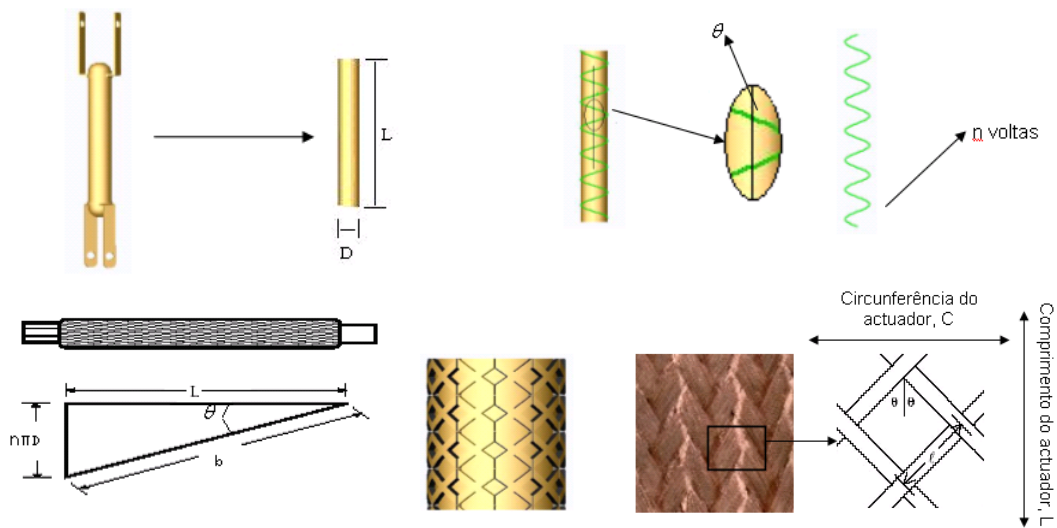 θ
L
n voltas
D
Circunferência do
actuador, C
Comprimento do actuador, L
L
θ
nπD
b
θ θ
ℓ